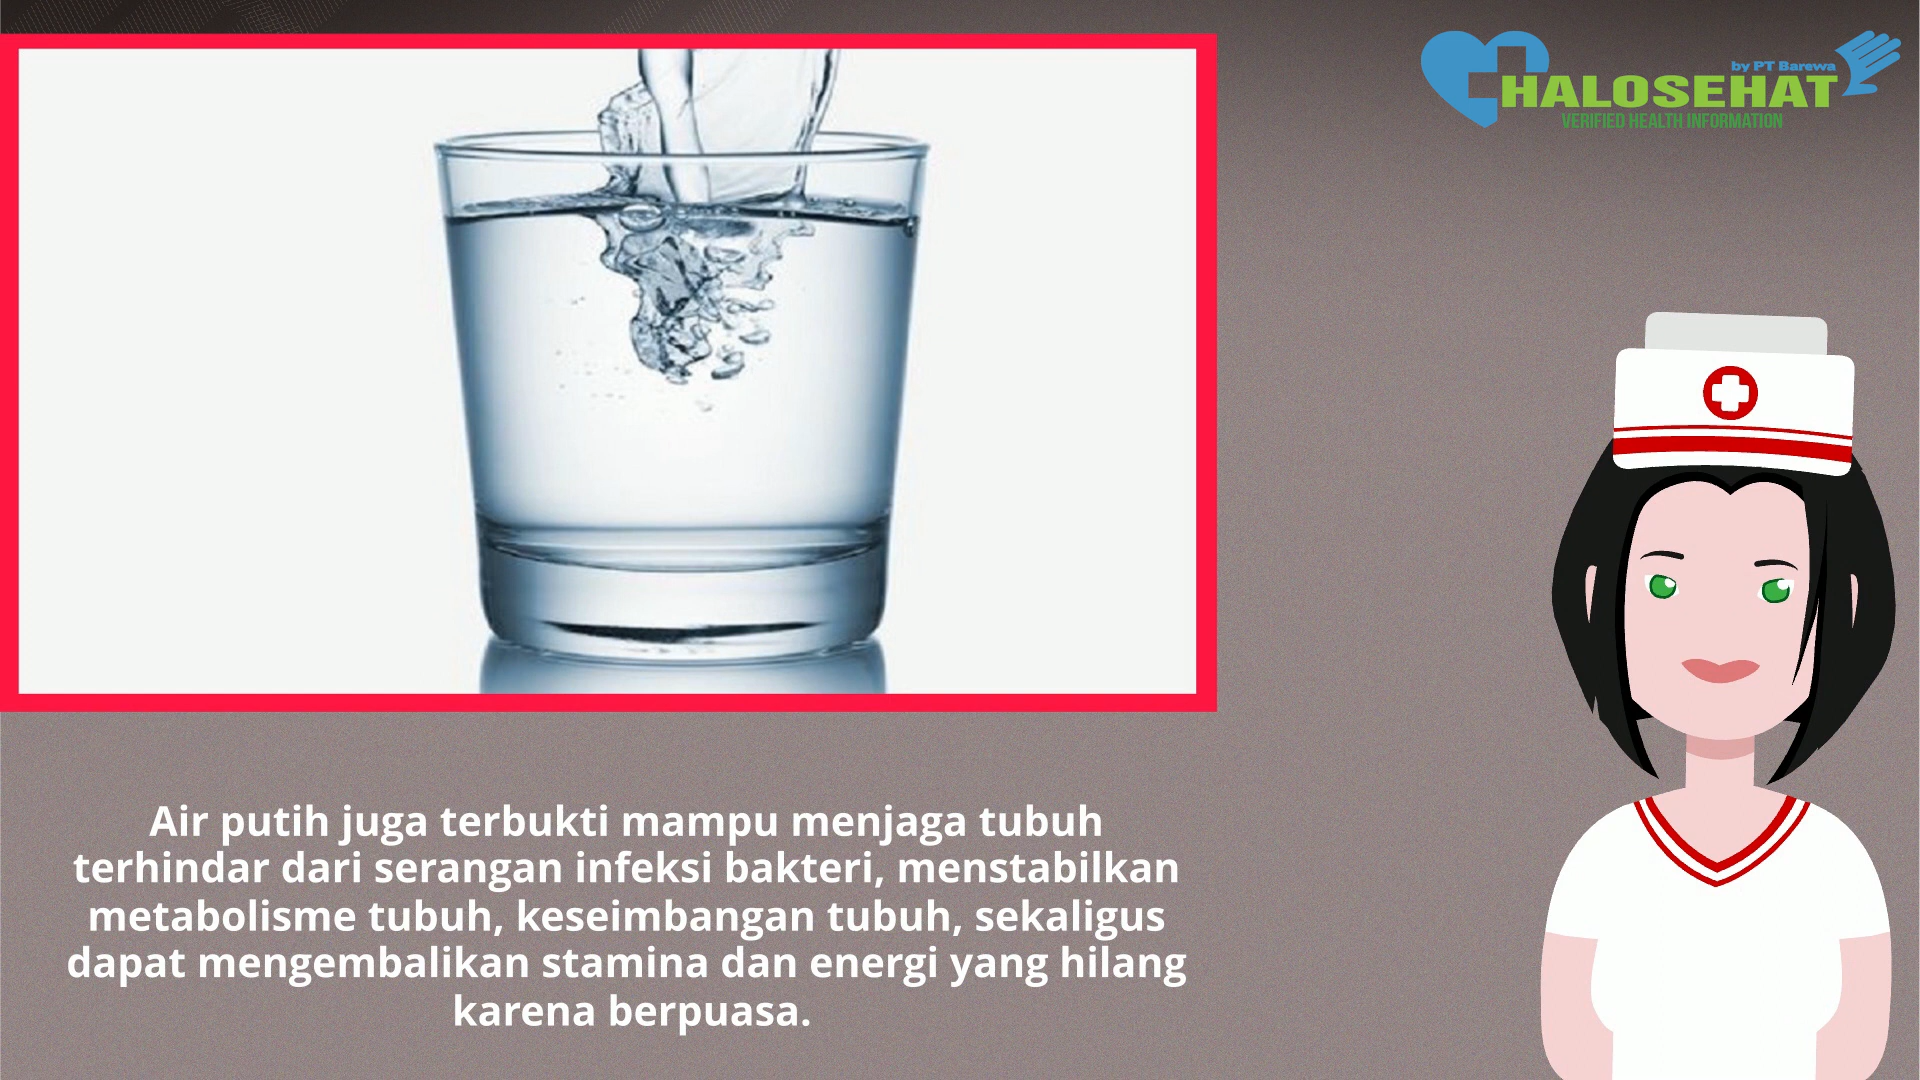 by PT Barewa
HALOSEHAT
VERIFIED HEALTH INFORMATION
Air putih juga terbukti mampu menjaga tubuh
terhindar dari serangan infeksi bakteri, menstabilkan
metabolisme tubuh, keseimbangan tubuh, sekaligus
dapat mengembalikan stamina dan energi yang hilang
karena berpuasa.